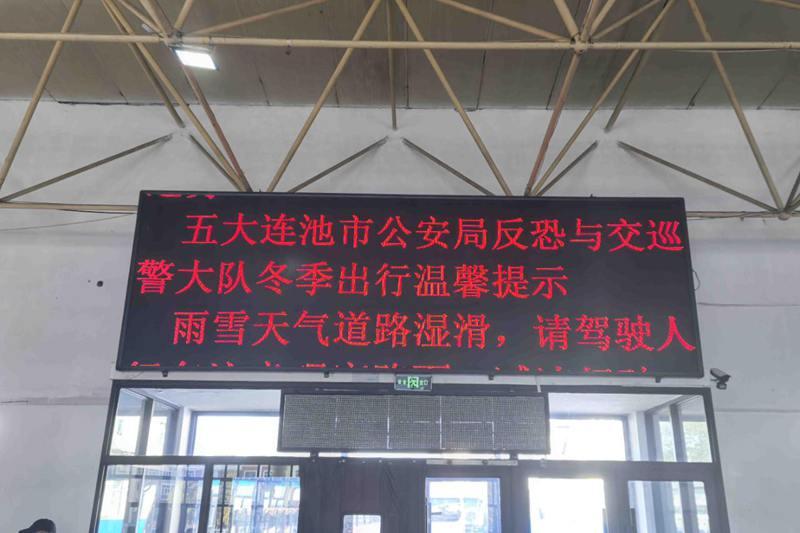 五大连池市公安局反恐与交巡
警大队冬季出行温馨提示
雨雪天气道路湿滑，请驾驶人